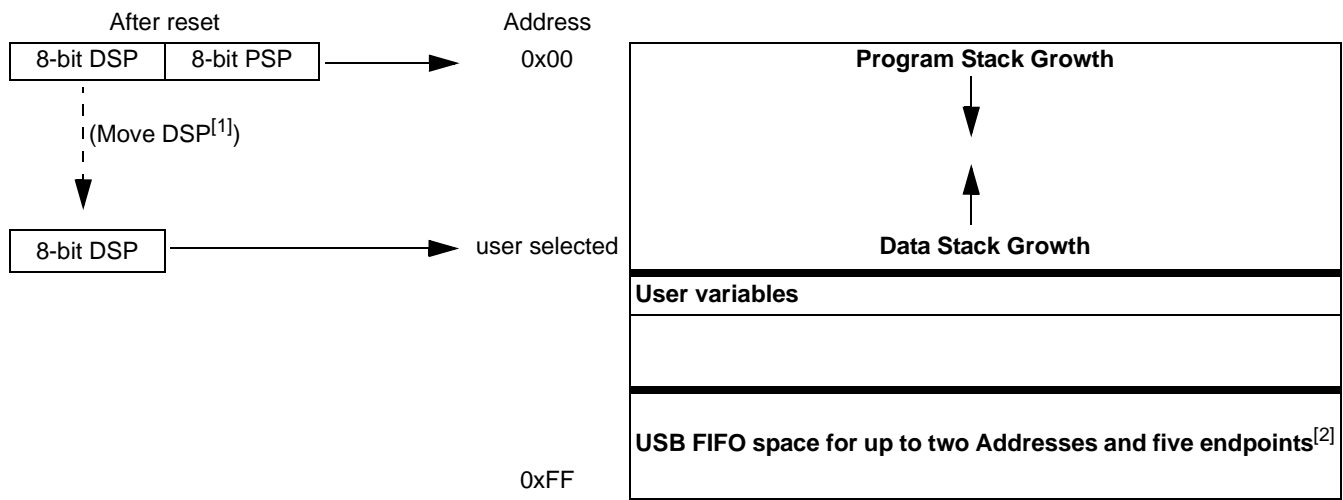 After reset
Address
8-bit DSP 8-bit PSP 0x00 Program Stack Growth
(Move DSP[1])
8-bit DSP user selected Data Stack Growth
User variables
USB FIFO space for up to two Addresses and five endpoints[2]
0xFF